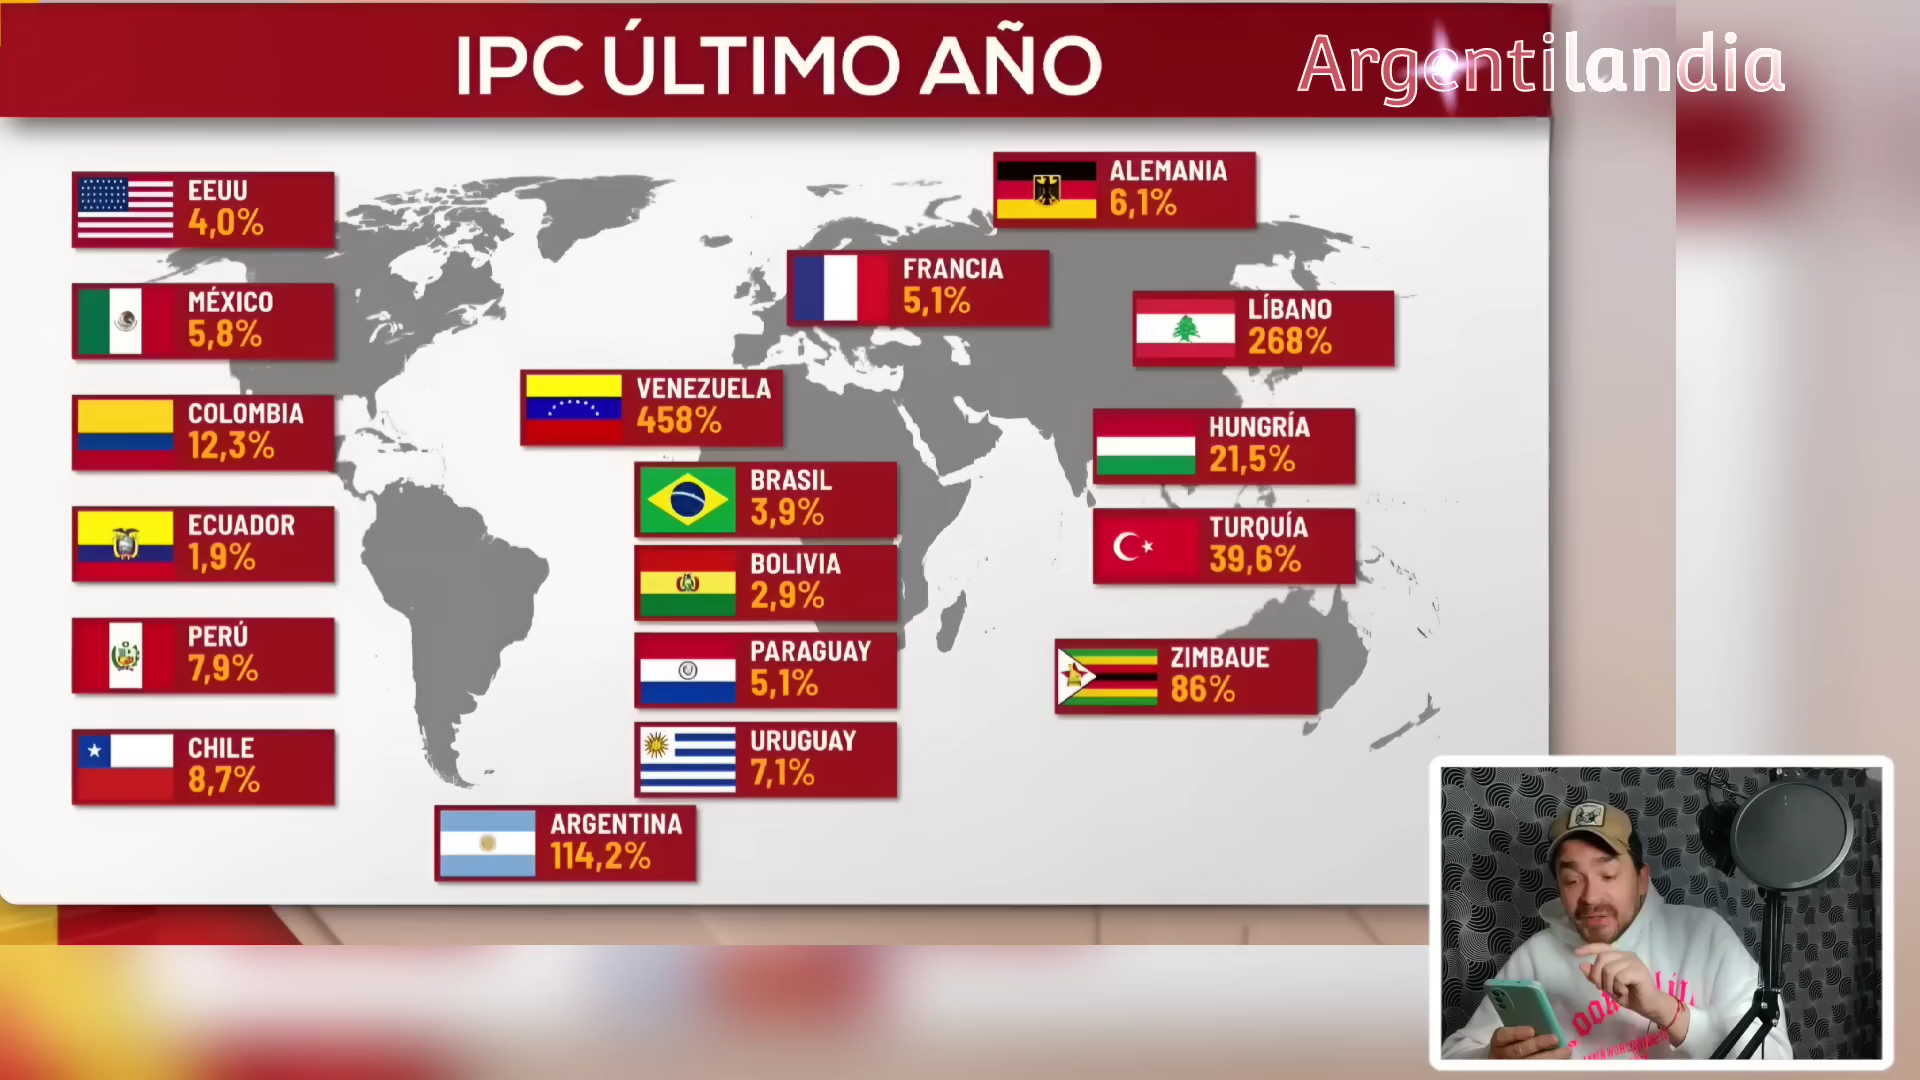 IPC ÚLTIMO AÑO
Argentilandia
EEUU
4,0%
MÉXICO
5,8%
COLOMBIA
12,3%
ECUADOR
1,9%
PERÚ
7,9%
CHILE
8,7%
ARGENTINA
114,2%
VENEZUELA
458%
BRASIL
3,9%
BOLIVIA
2,9%
PARAGUAY
5,1%
URUGUAY
7,1%
ALEMANIA
6,1%
FRANCIA
5,1%
LÍBANO
268%
HUNGRÍA
21,5%
TURQUÍA
39,6%
ZIMBAUE
86%